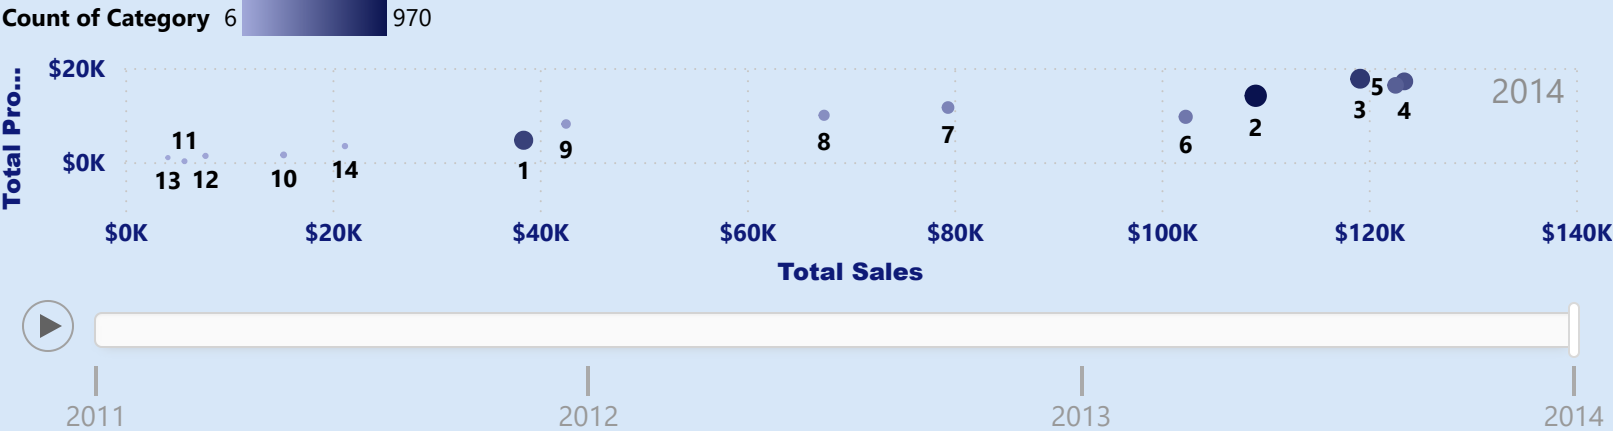 Count of Category 6 970
Total Pro...
$20K
$0K
2014
11
13
12
10
14
1
9
8
7
6
2
3
5
4
$0K $20K $40K $60K $80K $100K $120K $140K
Total Sales
2011 2012 2013 2014